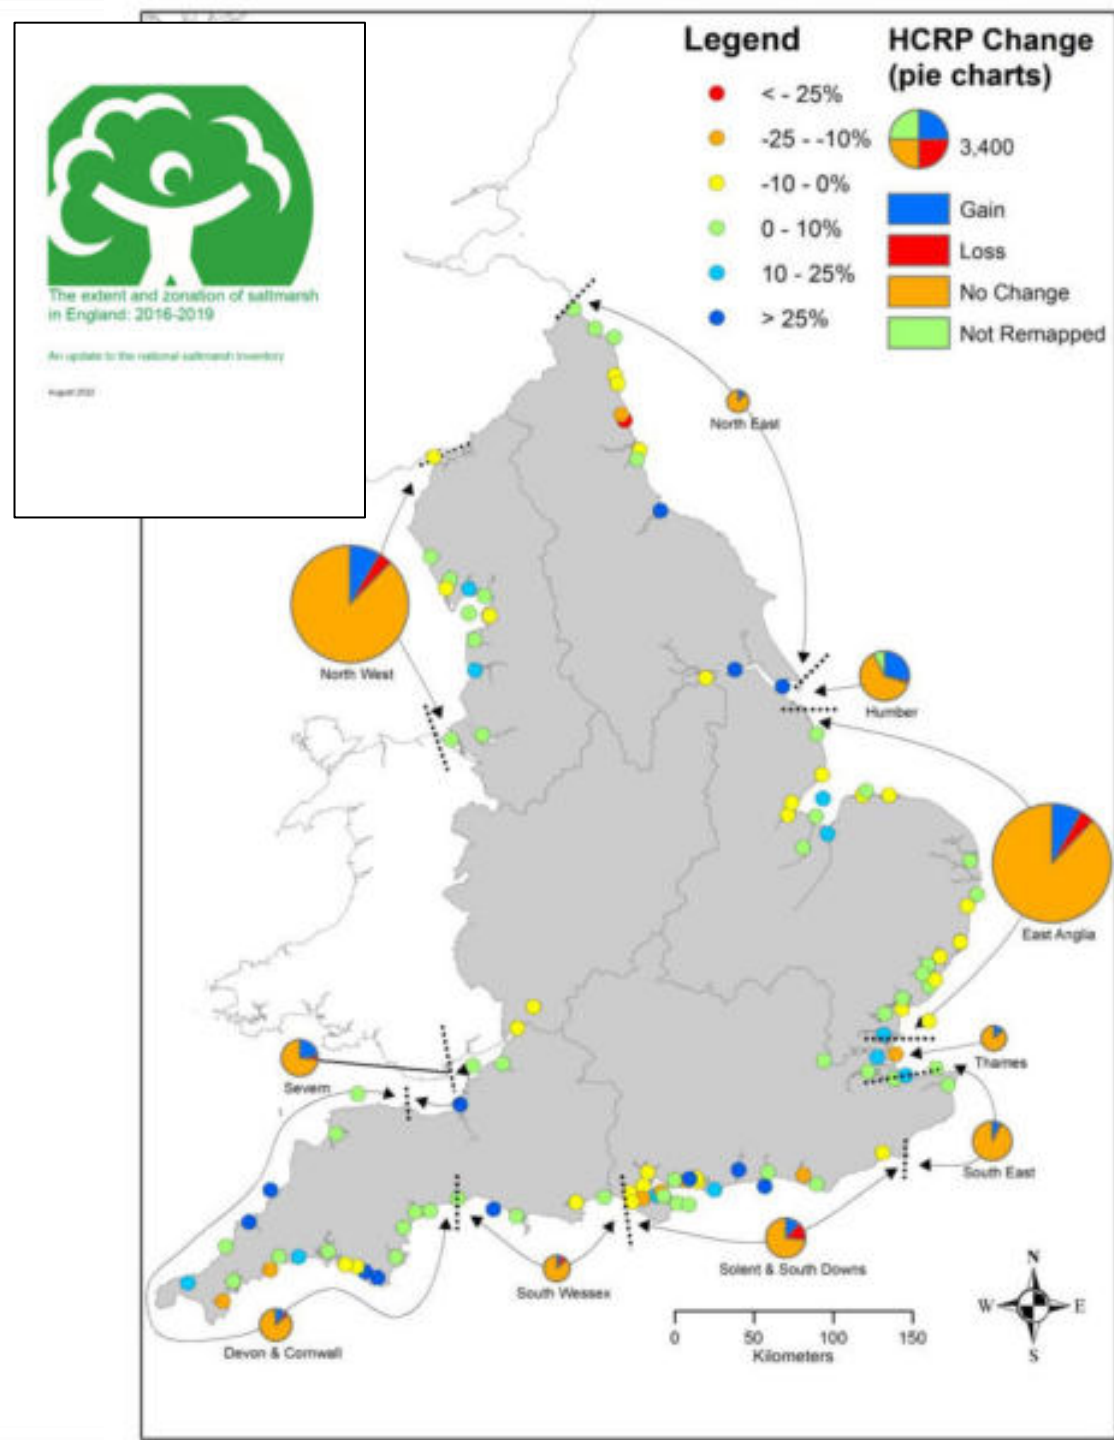 The extent and zonation of saltmarsh
in England: 2016-2019
An update to the national saltmarsh inventory
August 2022
Legend
< - 25%
-25 - -10%
-10 - 0%
0 - 10%
10 - 25%
> 25%
HCRP Change
(pie charts)
3,400
Gain
Loss
No Change
Not Remapped
North East
North West
Humber
East Anglia
Thames
Severn
South East
Solent & South Downs
South Wessex
Devon & Cornwall
N
W
E
S
0 50 100 150
Kilometers